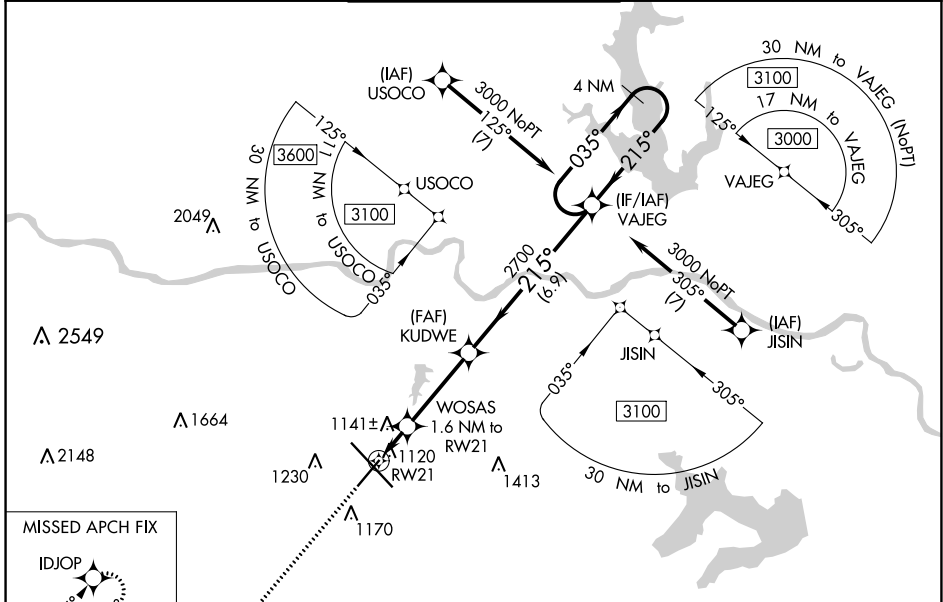 (IAF)
USOCO
3000 NoPT
125°
(7)
4 NM
035°
215°
(IF/IAF)
VAJEG
30 NM to VAJEG (NoPT)
3100
17 NM to VAJEG
3000
125°
VAJEG
305°
125°
3600
30 NM to USOCO
11 NM to USOCO
3100
USOCO
035°
2049
2700
215°
(6.9)
3000 NoPT
305°
(7)
(IAF)
JISIN
(FAF)
KUDWE
2549
JISIN
035°
305°
3100
30 NM to JISIN
1664
WOSAS
1.6 NM to
RW21
1141±
1120
RW21
2148
1230
1413
1170
MISSED APCH FIX
IDJOP